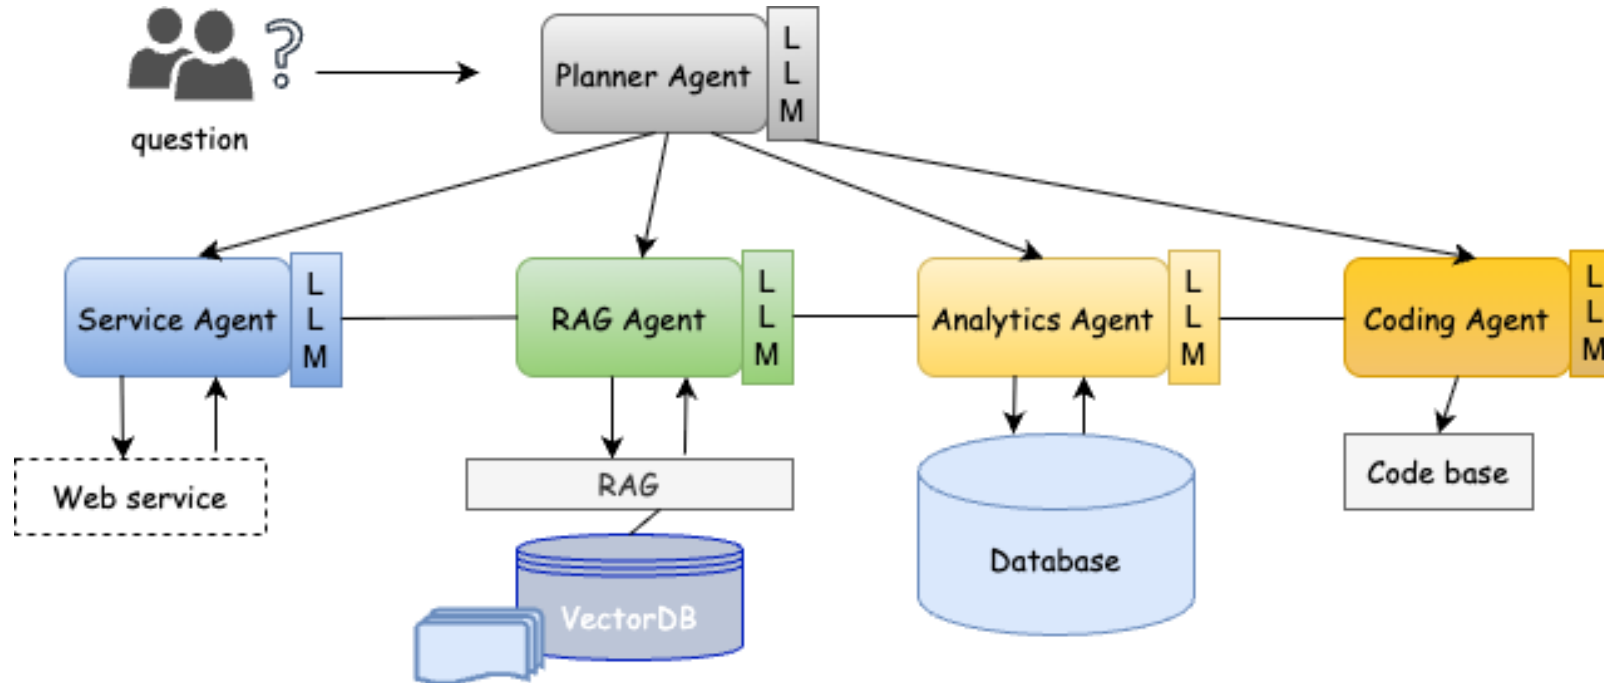 Planner Agent
L
L
M
question
Service Agent
L
L
M
RAG Agent
L
L
M
Analytics Agent
L
L
M
Coding Agent
L
L
M
Web service
RAG
Code base
VectorDB
Database